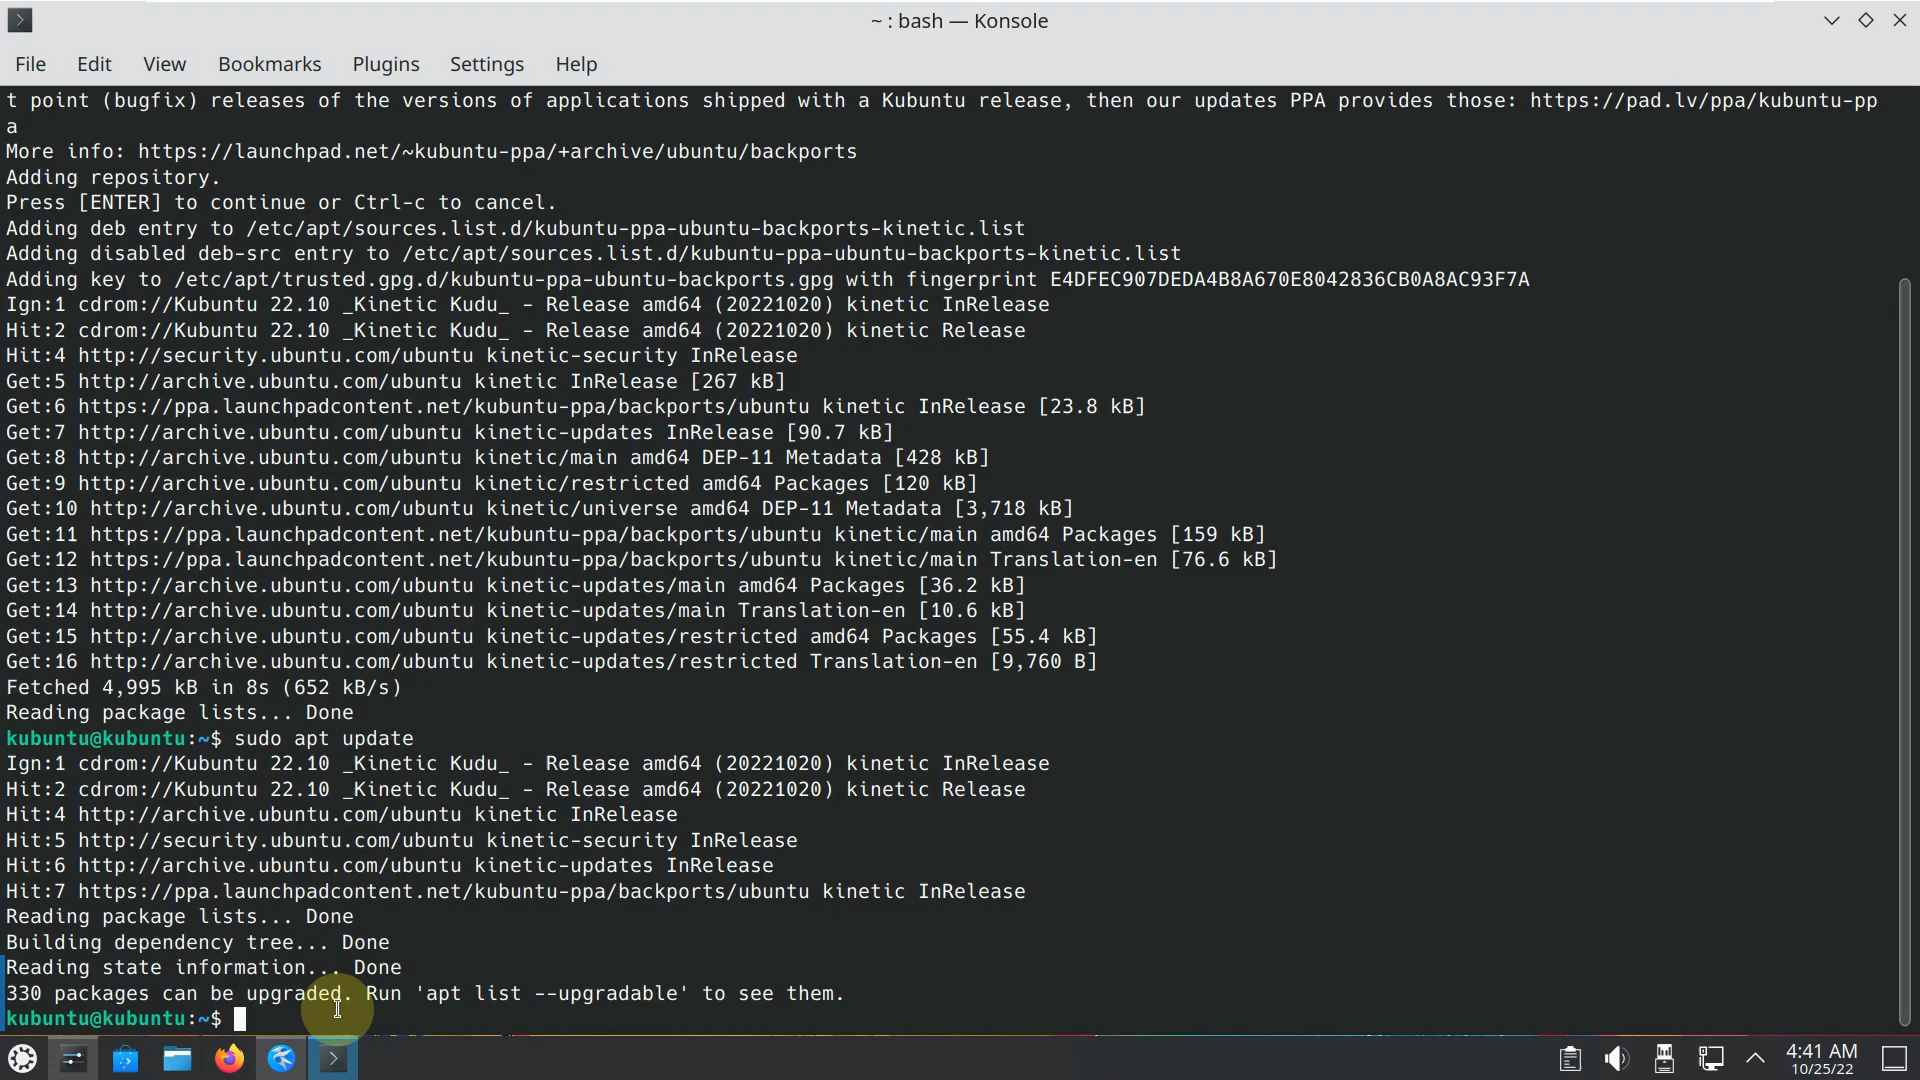 ~ : bash — Konsole
File Edit View Bookmarks Plugins Settings Help
t point (bugfix) releases of the versions of applications shipped with a Kubuntu release, then our updates PPA provides those: https://pad.lv/ppa/kubuntu-pp
a
More info: https://launchpad.net/~kubuntu-ppa/+archive/ubuntu/backports
Adding repository.
Press [ENTER] to continue or Ctrl-c to cancel.
Adding deb entry to /etc/apt/sources.list.d/kubuntu-ppa-ubuntu-backports-kinetic.list
Adding disabled deb-src entry to /etc/apt/sources.list.d/kubuntu-ppa-ubuntu-backports-kinetic.list
Adding key to /etc/apt/trusted.gpg.d/kubuntu-ppa-ubuntu-backports.gpg with fingerprint E4DFEC907DEDA4B8A670E8042836CB0A8AC93F7A
Ign:1 cdrom://Kubuntu 22.10 _Kinetic Kudu_ - Release amd64 (20221020) kinetic InRelease
Hit:2 cdrom://Kubuntu 22.10 _Kinetic Kudu_ - Release amd64 (20221020) kinetic Release
Hit:4 http://security.ubuntu.com/ubuntu kinetic-security InRelease
Get:5 http://archive.ubuntu.com/ubuntu kinetic InRelease [267 kB]
Get:6 https://ppa.launchpadcontent.net/kubuntu-ppa/backports/ubuntu kinetic InRelease [23.8 kB]
Get:7 http://archive.ubuntu.com/ubuntu kinetic-updates InRelease [90.7 kB]
Get:8 http://archive.ubuntu.com/ubuntu kinetic/main amd64 DEP-11 Metadata [428 kB]
Get:9 http://archive.ubuntu.com/ubuntu kinetic/restricted amd64 Packages [120 kB]
Get:10 http://archive.ubuntu.com/ubuntu kinetic/universe amd64 DEP-11 Metadata [3,718 kB]
Get:11 https://ppa.launchpadcontent.net/kubuntu-ppa/backports/ubuntu kinetic/main amd64 Packages [159 kB]
Get:12 https://ppa.launchpadcontent.net/kubuntu-ppa/backports/ubuntu kinetic/main Translation-en [76.6 kB]
Get:13 http://archive.ubuntu.com/ubuntu kinetic-updates/main amd64 Packages [36.2 kB]
Get:14 http://archive.ubuntu.com/ubuntu kinetic-updates/main Translation-en [10.6 kB]
Get:15 http://archive.ubuntu.com/ubuntu kinetic-updates/restricted amd64 Packages [55.4 kB]
Get:16 http://archive.ubuntu.com/ubuntu kinetic-updates/restricted Translation-en [9,760 B]
Fetched 4,995 kB in 8s (652 kB/s)
Reading package lists... Done
kubuntu@kubuntu:~$ sudo apt update
Ign:1 cdrom://Kubuntu 22.10 _Kinetic Kudu_ - Release amd64 (20221020) kinetic InRelease
Hit:2 cdrom://Kubuntu 22.10 _Kinetic Kudu_ - Release amd64 (20221020) kinetic Release
Hit:4 http://archive.ubuntu.com/ubuntu kinetic InRelease
Hit:5 http://security.ubuntu.com/ubuntu kinetic-security InRelease
Hit:6 http://archive.ubuntu.com/ubuntu kinetic-updates InRelease
Hit:7 https://ppa.launchpadcontent.net/kubuntu-ppa/backports/ubuntu kinetic InRelease
Reading package lists... Done
Building dependency tree... Done
Reading state information... Done
330 packages can be upgraded. Run 'apt list --upgradable' to see them.
kubuntu@kubuntu:~$
4:41 AM
10/25/22